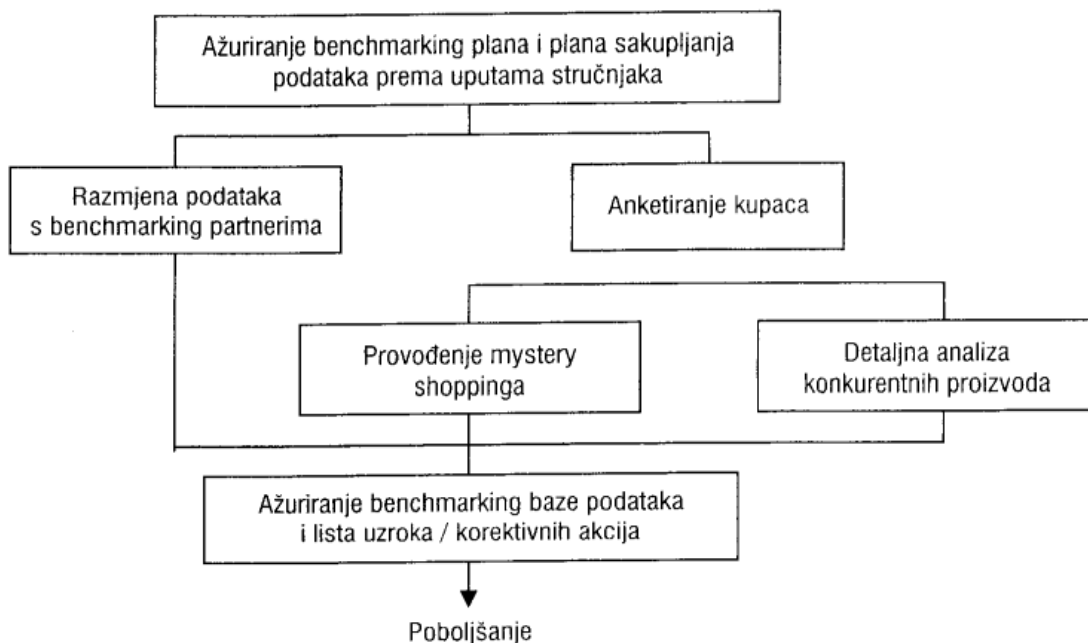 Ažuriranje benchmarking plana i plana sakupljanja
podataka prema uputama stručnjaka
Razmjena podataka
s benchmarking partnerima
Anketiranje kupaca
Provođenje mystery
shoppinga
Detaljna analiza
konkurentnih proizvoda
Ažuriranje benchmarking baze podataka
i lista uzroka / korektivnih akcija
Poboljšanje